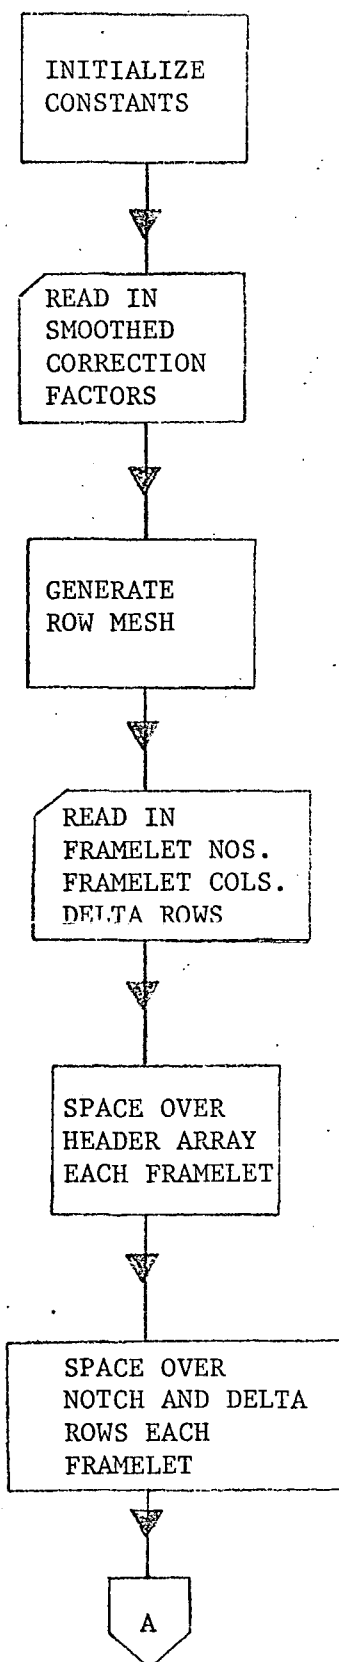 INITIALIZE
CONSTANTS
READ IN
SMOOTHED
CORRECTION
FACTORS
GENERATE
ROW MESH
READ IN
FRAMELET NOS.
FRAMELET COLS.
DELTA ROWS
SPACE OVER
HEADER ARRAY
EACH FRAMELET
SPACE OVER
NOTCH AND DELTA
ROWS EACH
FRAMELET
A